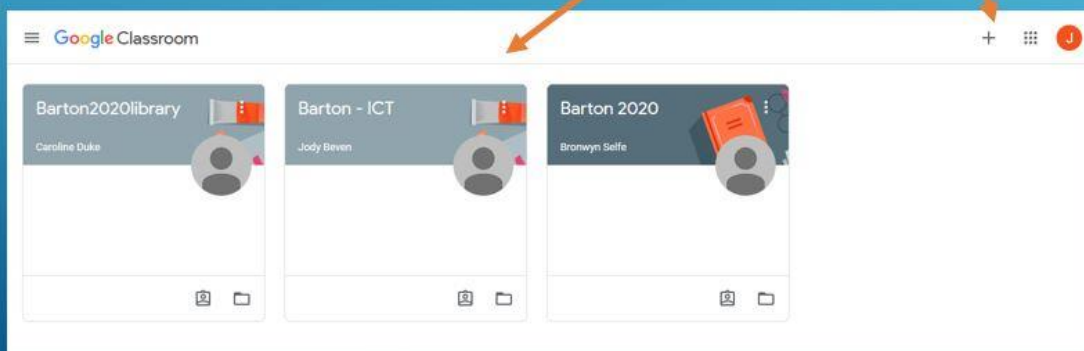 Google Classroom
J
Barton2020library
Caroline Duke
Barton - ICT
Jody Beven
Barton 2020
Bronwyn Selfe